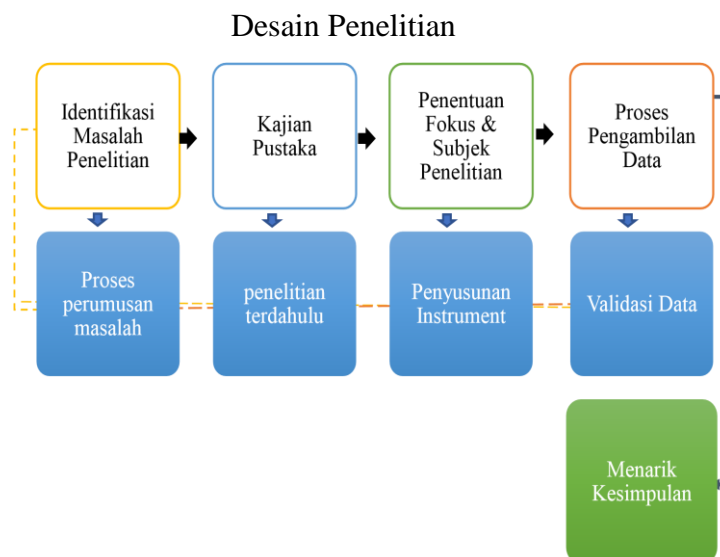 Desain Penelitian
Identifikasi
Masalah
Penelitian
Kajian
Pustaka
Penentuan
Fokus &
Subjek
Penelitian
Proses
Pengambilan
Data
Proses
perumusan
masalah
penelitian
terdahulu
Penyusunan
Instrument
Validasi Data
Menarik
Kesimpulan